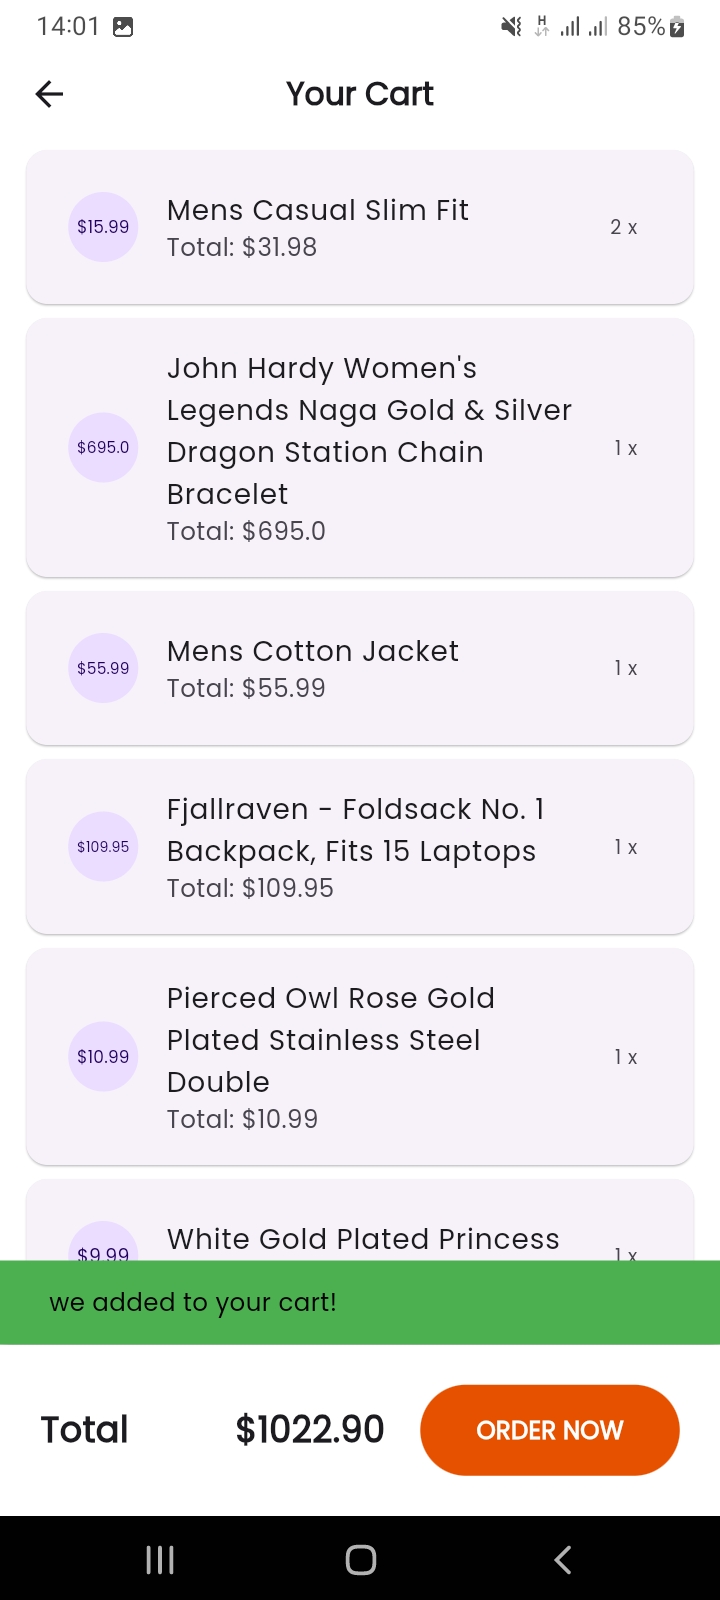 14:01
H
85%
Your Cart
$15.99
Mens Casual Slim Fit
Total: $31.98
2 x
$695.0
John Hardy Women's
Legends Naga Gold & Silver
Dragon Station Chain
Bracelet
Total: $695.0
1 x
$55.99
Mens Cotton Jacket
Total: $55.99
1 x
$109.95
Fjallraven - Foldsack No. 1
Backpack, Fits 15 Laptops
Total: $109.95
1 x
$10.99
Pierced Owl Rose Gold
Plated Stainless Steel
Double
Total: $10.99
1 x
$9.99
White Gold Plated Princess
1 x
we added to your cart!
Total
$1022.90
ORDER NOW